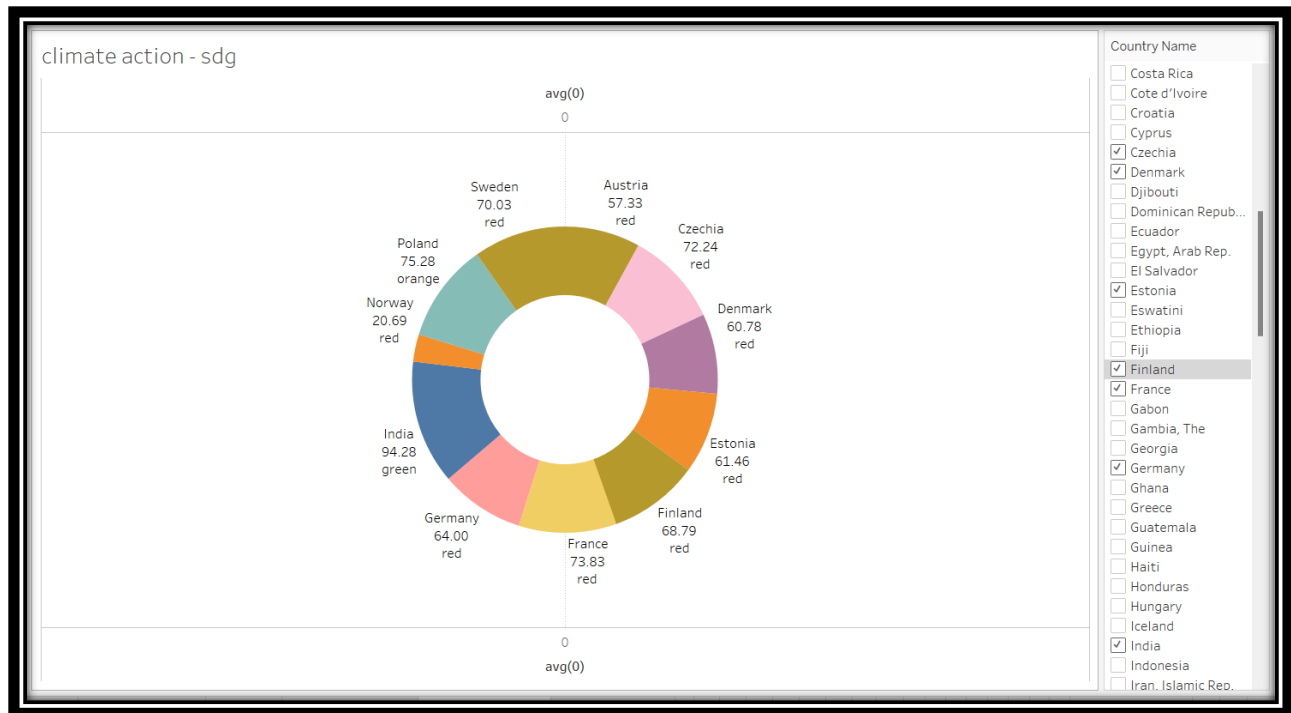 climate action - sdg
avg(0)
0
Sweden
70.03
red
Austria
57.33
red
Czechia
72.24
red
Poland
75.28
orange
Norway
20.69
red
Denmark
60.78
red
India
94.28
green
Estonia
61.46
red
Germany
64.00
red
Finland
68.79
red
France
73.83
red
0
avg(0)
Country Name
Costa Rica
Cote d'Ivoire
Croatia
Cyprus
Czechia
Denmark
Djibouti
Dominican Repub...
Ecuador
Egypt, Arab Rep.
El Salvador
Estonia
Eswatini
Ethiopia
Fiji
Finland
France
Gabon
Gambia, The
Georgia
Germany
Ghana
Greece
Guatemala
Guinea
Haiti
Honduras
Hungary
Iceland
India
Indonesia
Iran, Islamic Rep.